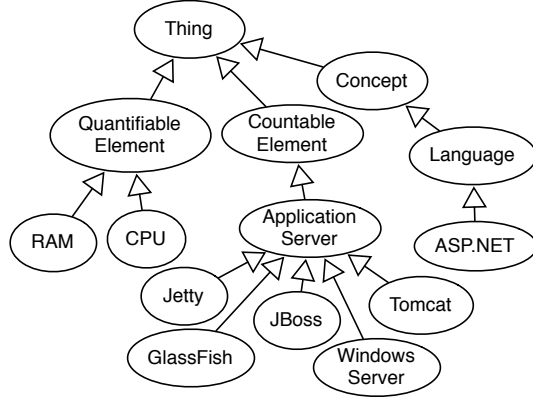 Thing
Concept
Quantifiable
Element
Countable
Element
Language
RAM
CPU
Application
Server
ASP.NET
Jetty
JBoss
Tomcat
GlassFish
Windows
Server